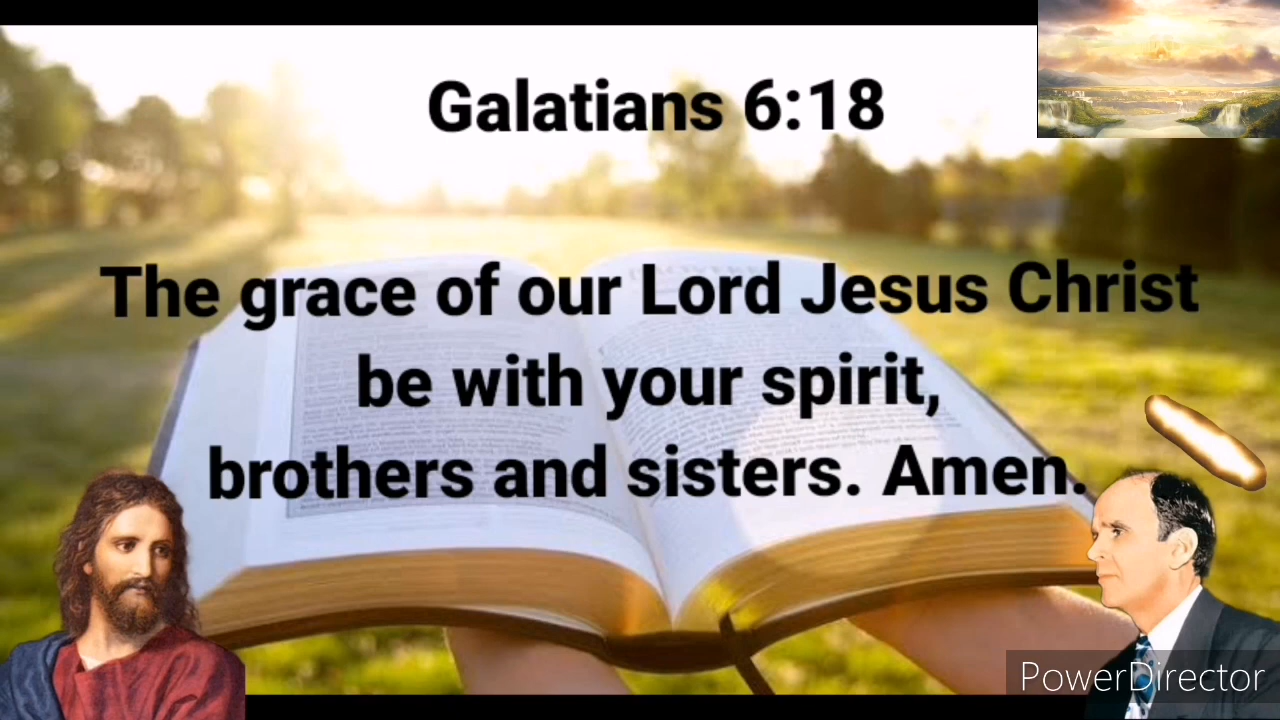 Galatians 6:18
The grace of our Lord Jesus Christ
be with your spirit,
brothers and sisters. Amen.
PowerDirector